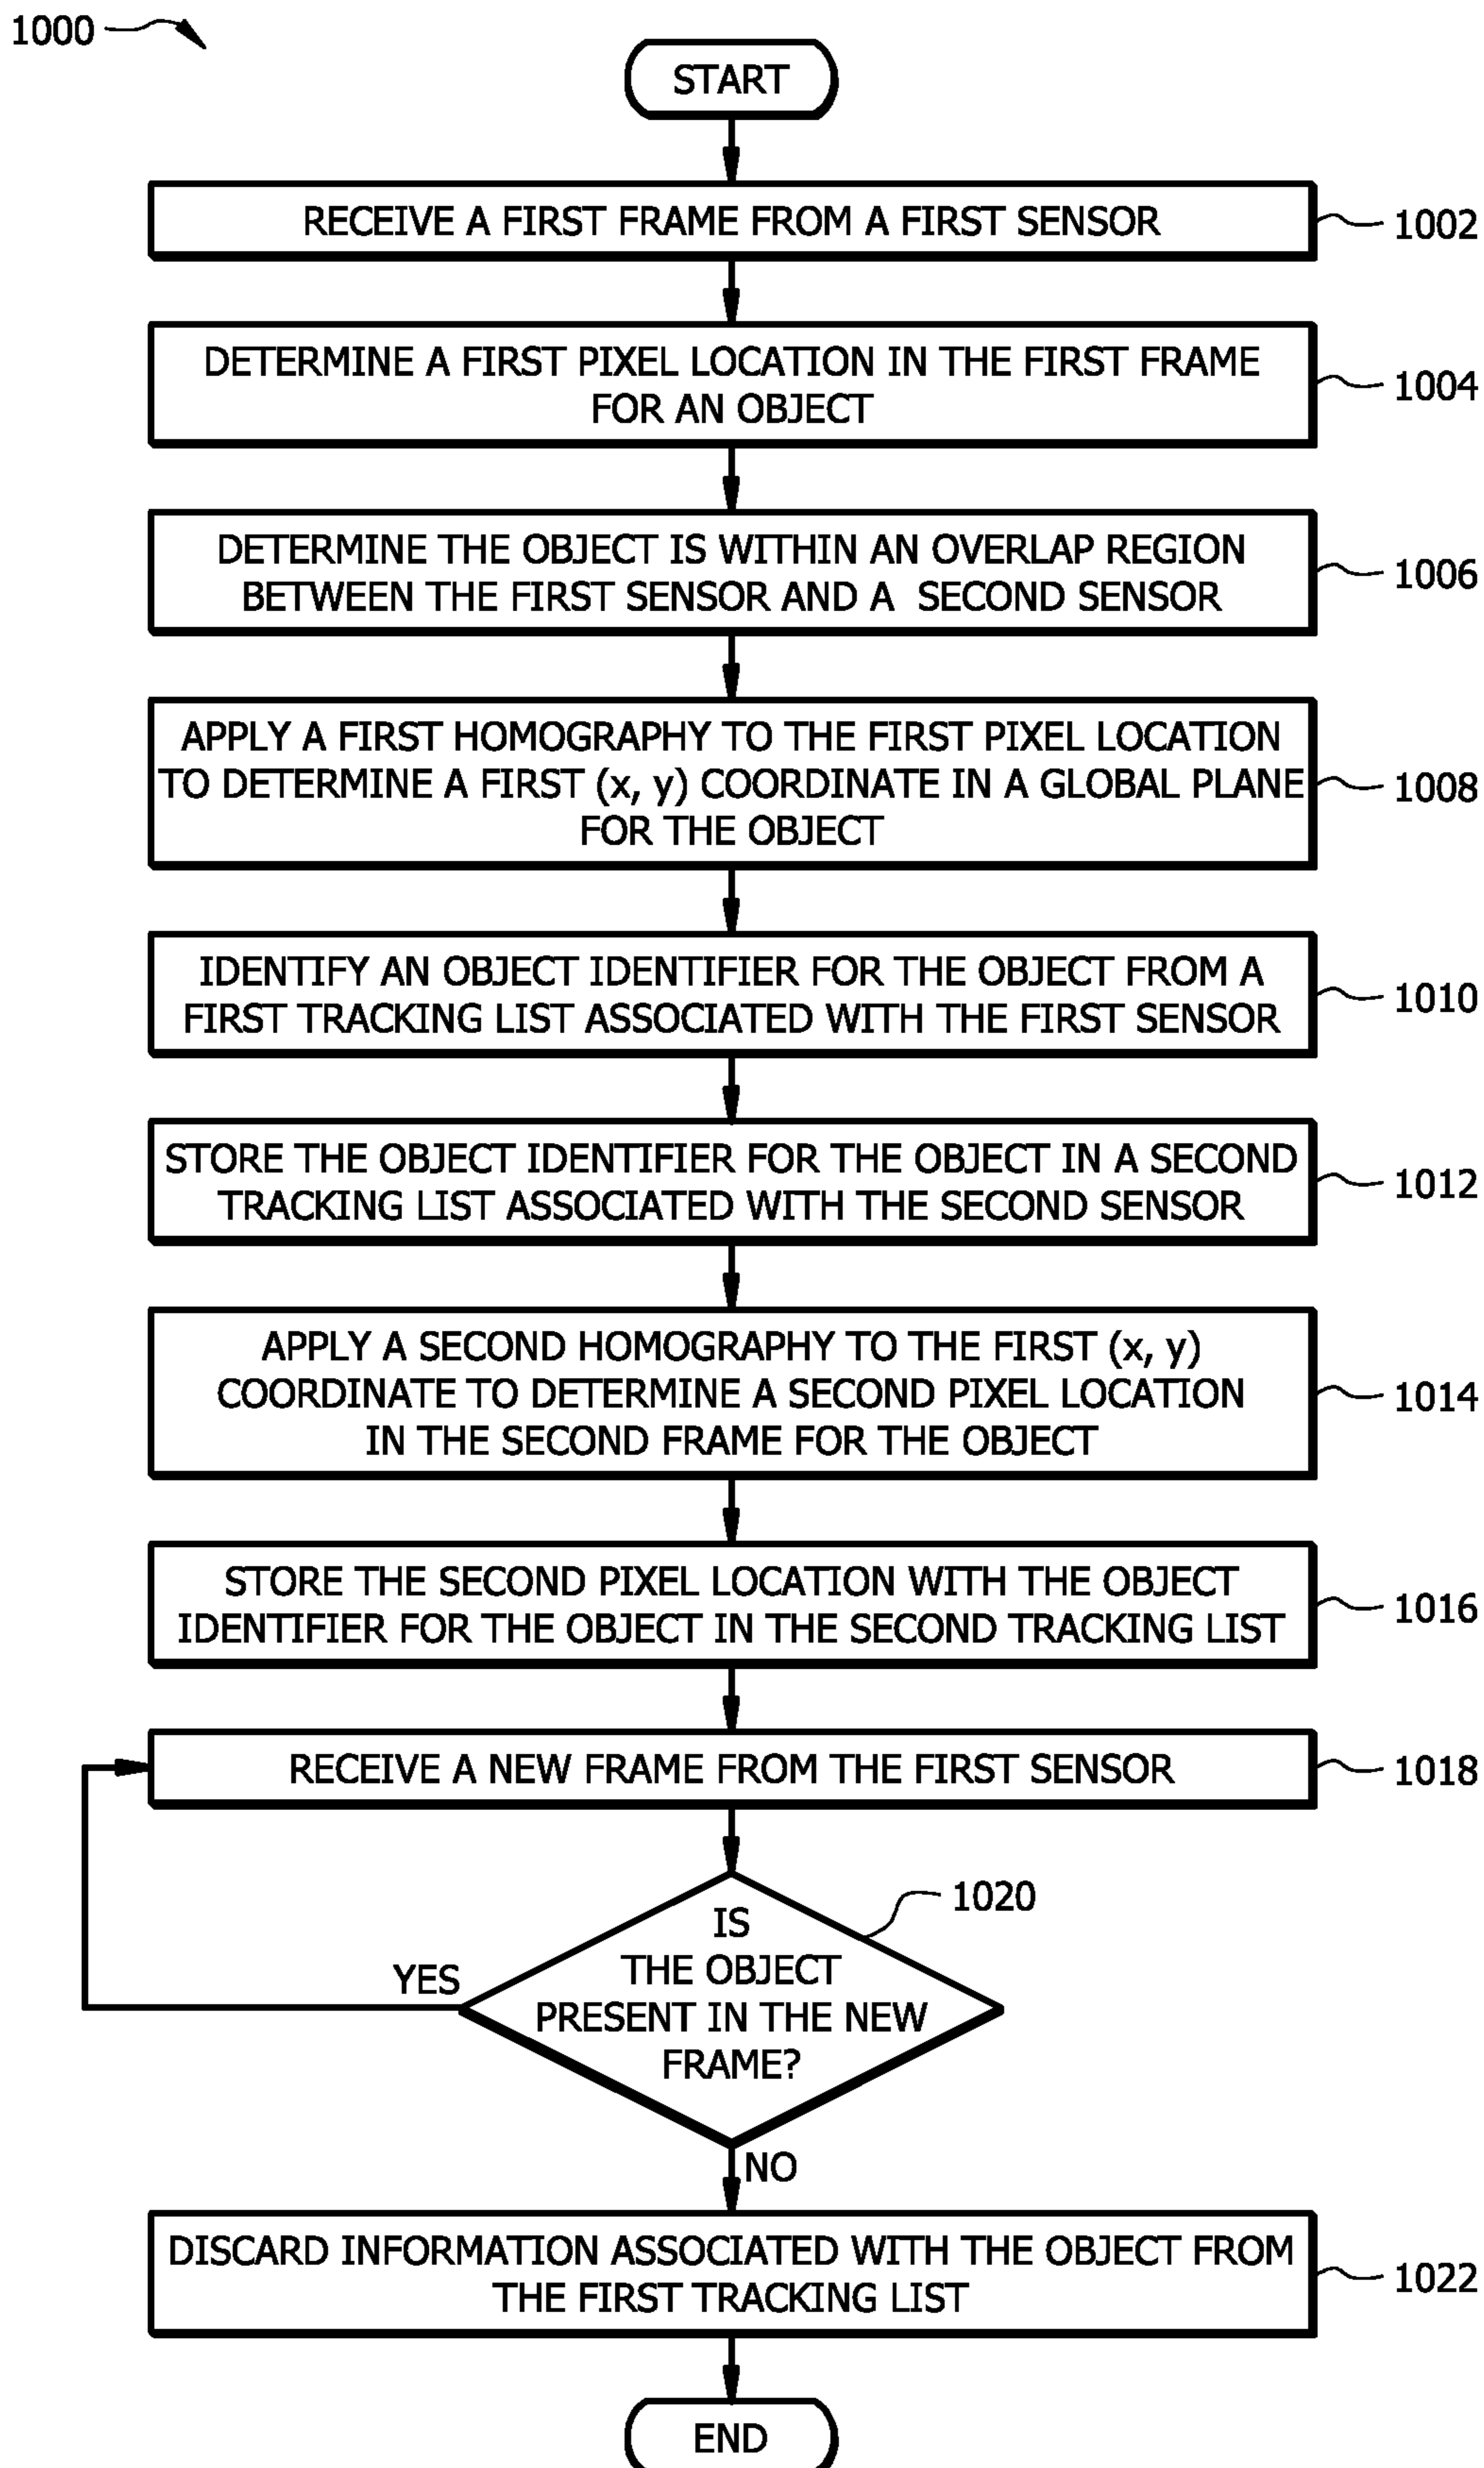 1000
START
RECEIVE A FIRST FRAME FROM A FIRST SENSOR
1002
DETERMINE A FIRST PIXEL LOCATION IN THE FIRST FRAME
FOR AN OBJECT
1004
DETERMINE THE OBJECT IS WITHIN AN OVERLAP REGION
BETWEEN THE FIRST SENSOR AND A SECOND SENSOR
1006
APPLY A FIRST HOMOGRAPHY TO THE FIRST PIXEL LOCATION
TO DETERMINE A FIRST (x, y) COORDINATE IN A GLOBAL PLANE
FOR THE OBJECT
1008
IDENTIFY AN OBJECT IDENTIFIER FOR THE OBJECT FROM A
FIRST TRACKING LIST ASSOCIATED WITH THE FIRST SENSOR
1010
STORE THE OBJECT IDENTIFIER FOR THE OBJECT IN A SECOND
TRACKING LIST ASSOCIATED WITH THE SECOND SENSOR
1012
APPLY A SECOND HOMOGRAPHY TO THE FIRST (x, y)
COORDINATE TO DETERMINE A SECOND PIXEL LOCATION
IN THE SECOND FRAME FOR THE OBJECT
1014
STORE THE SECOND PIXEL LOCATION WITH THE OBJECT
IDENTIFIER FOR THE OBJECT IN THE SECOND TRACKING LIST
1016
RECEIVE A NEW FRAME FROM THE FIRST SENSOR
1018
IS
THE OBJECT
PRESENT IN THE NEW
FRAME?
1020
YES
NO
DISCARD INFORMATION ASSOCIATED WITH THE OBJECT FROM
THE FIRST TRACKING LIST
1022
END